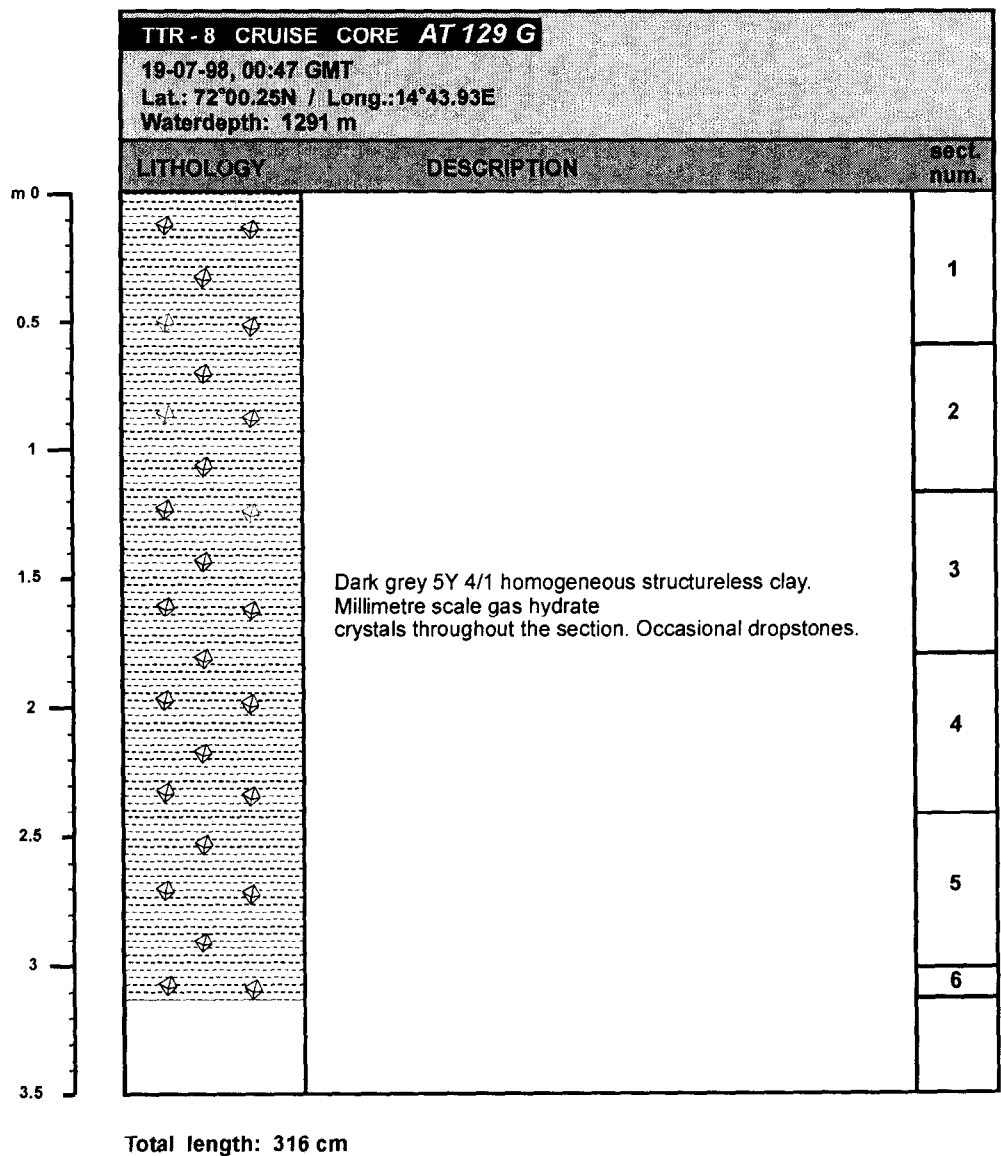 TTR - 8 CRUISE CORE AT 129 G
19-07-98, 00:47 GMT
Lat.: 72°00.25N / Long.:14°43.93E
Waterdepth: 1291 m
LITHOLOGY DESCRIPTION sect. num.
m 0
0.5
1
1.5
2
2.5
3
3.5
Dark grey 5Y 4/1 homogeneous structureless clay.
Millimetre scale gas hydrate
crystals throughout the section. Occasional dropstones.
1
2
3
4
5
6
Total length: 316 cm